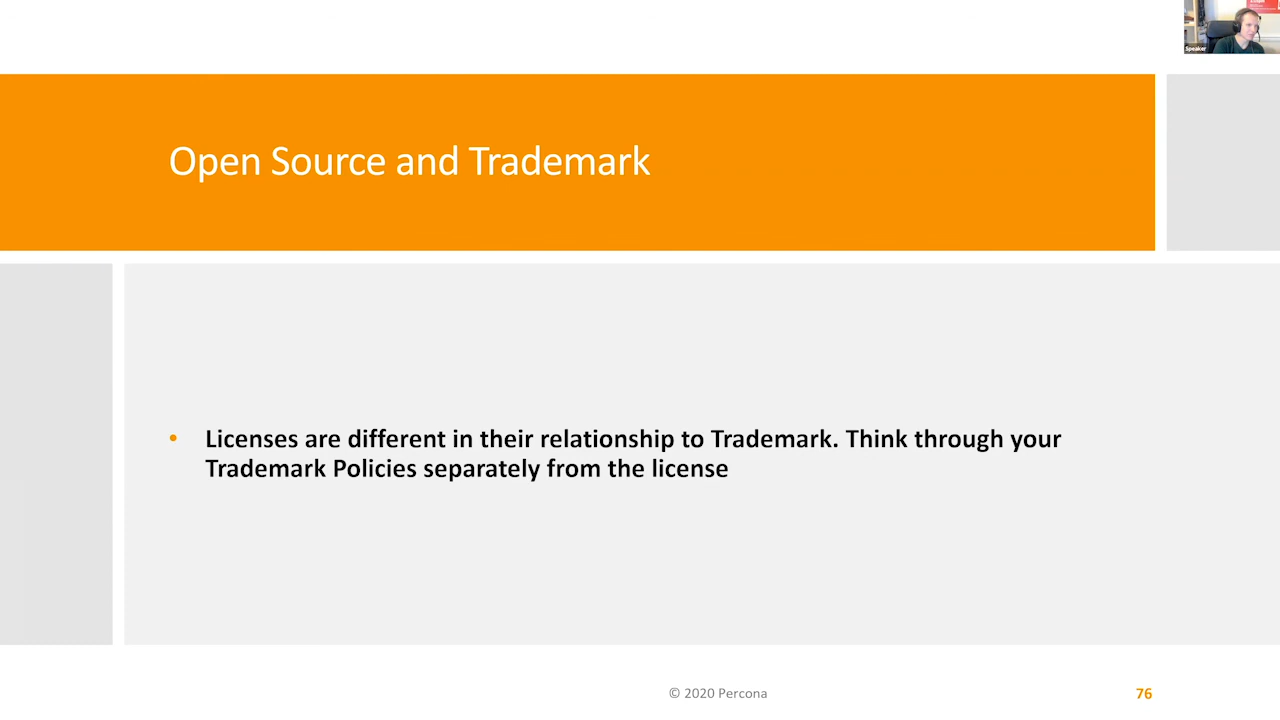 Speaker
Open Source and Trademark
• Licenses are different in their relationship to Trademark. Think through your
Trademark Policies separately from the license
© 2020 Percona
76